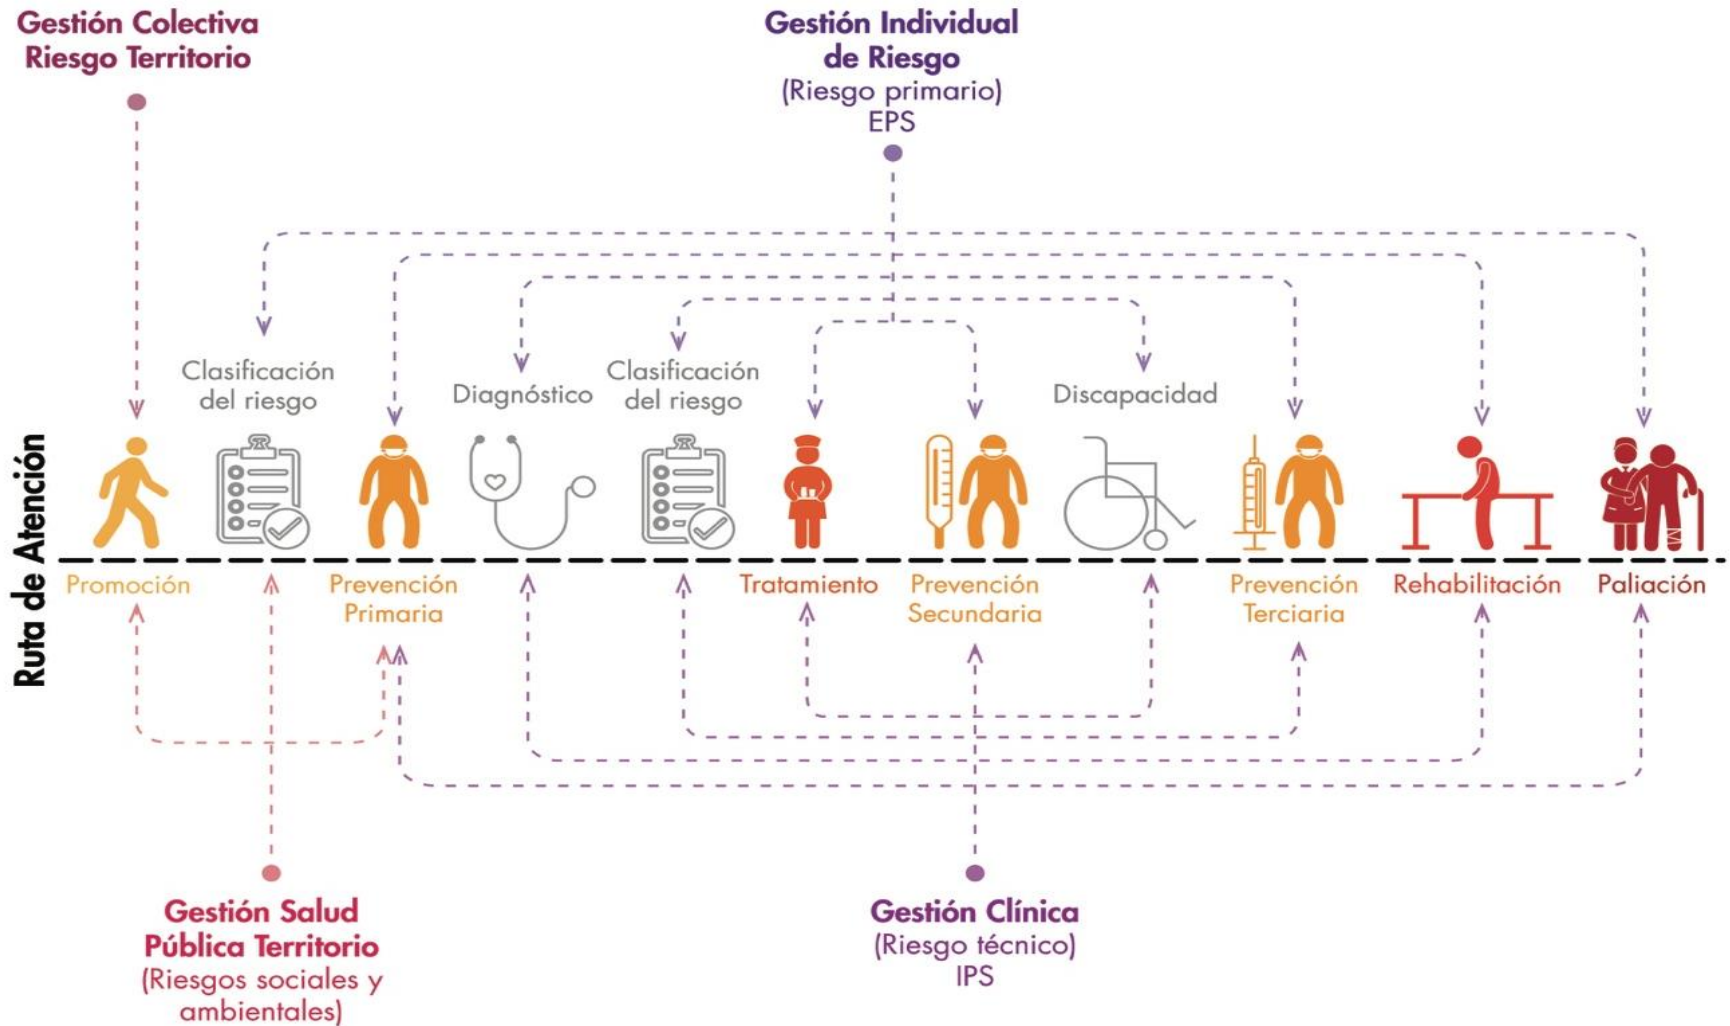 Gestión Colectiva
Riesgo Territorio
Gestión Individual
de Riesgo
(Riesgo primario)
EPS
Clasificación
del riesgo
Diagnóstico
Clasificación
del riesgo
Discapacidad
Ruta de Atención
Promoción
Prevención
Primaria
Tratamiento
Prevención
Secundaria
Prevención
Terciaria
Rehabilitación
Paliación
Gestión Salud
Pública Territorio
(Riesgos sociales y
ambientales)
Gestión Clínica
(Riesgo técnico)
IPS